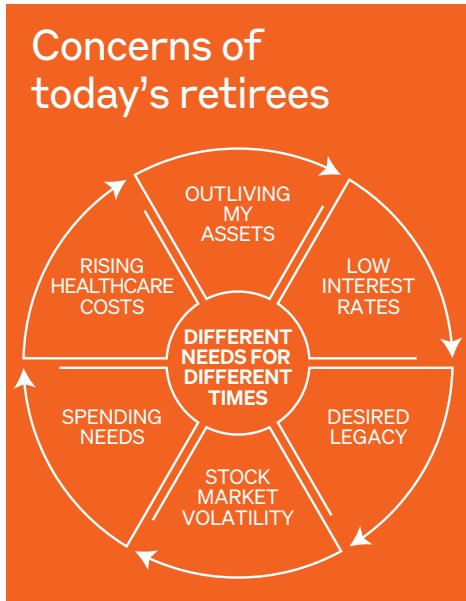 Concerns of
today's retirees
OUTLIVING
MY
ASSETS
LOW
INTEREST
RATES
DESIRED
LEGACY
STOCK
MARKET
VOLATILITY
SPENDING
NEEDS
RISING
HEALTHCARE
COSTS
DIFFERENT
NEEDS FOR
DIFFERENT
TIMES